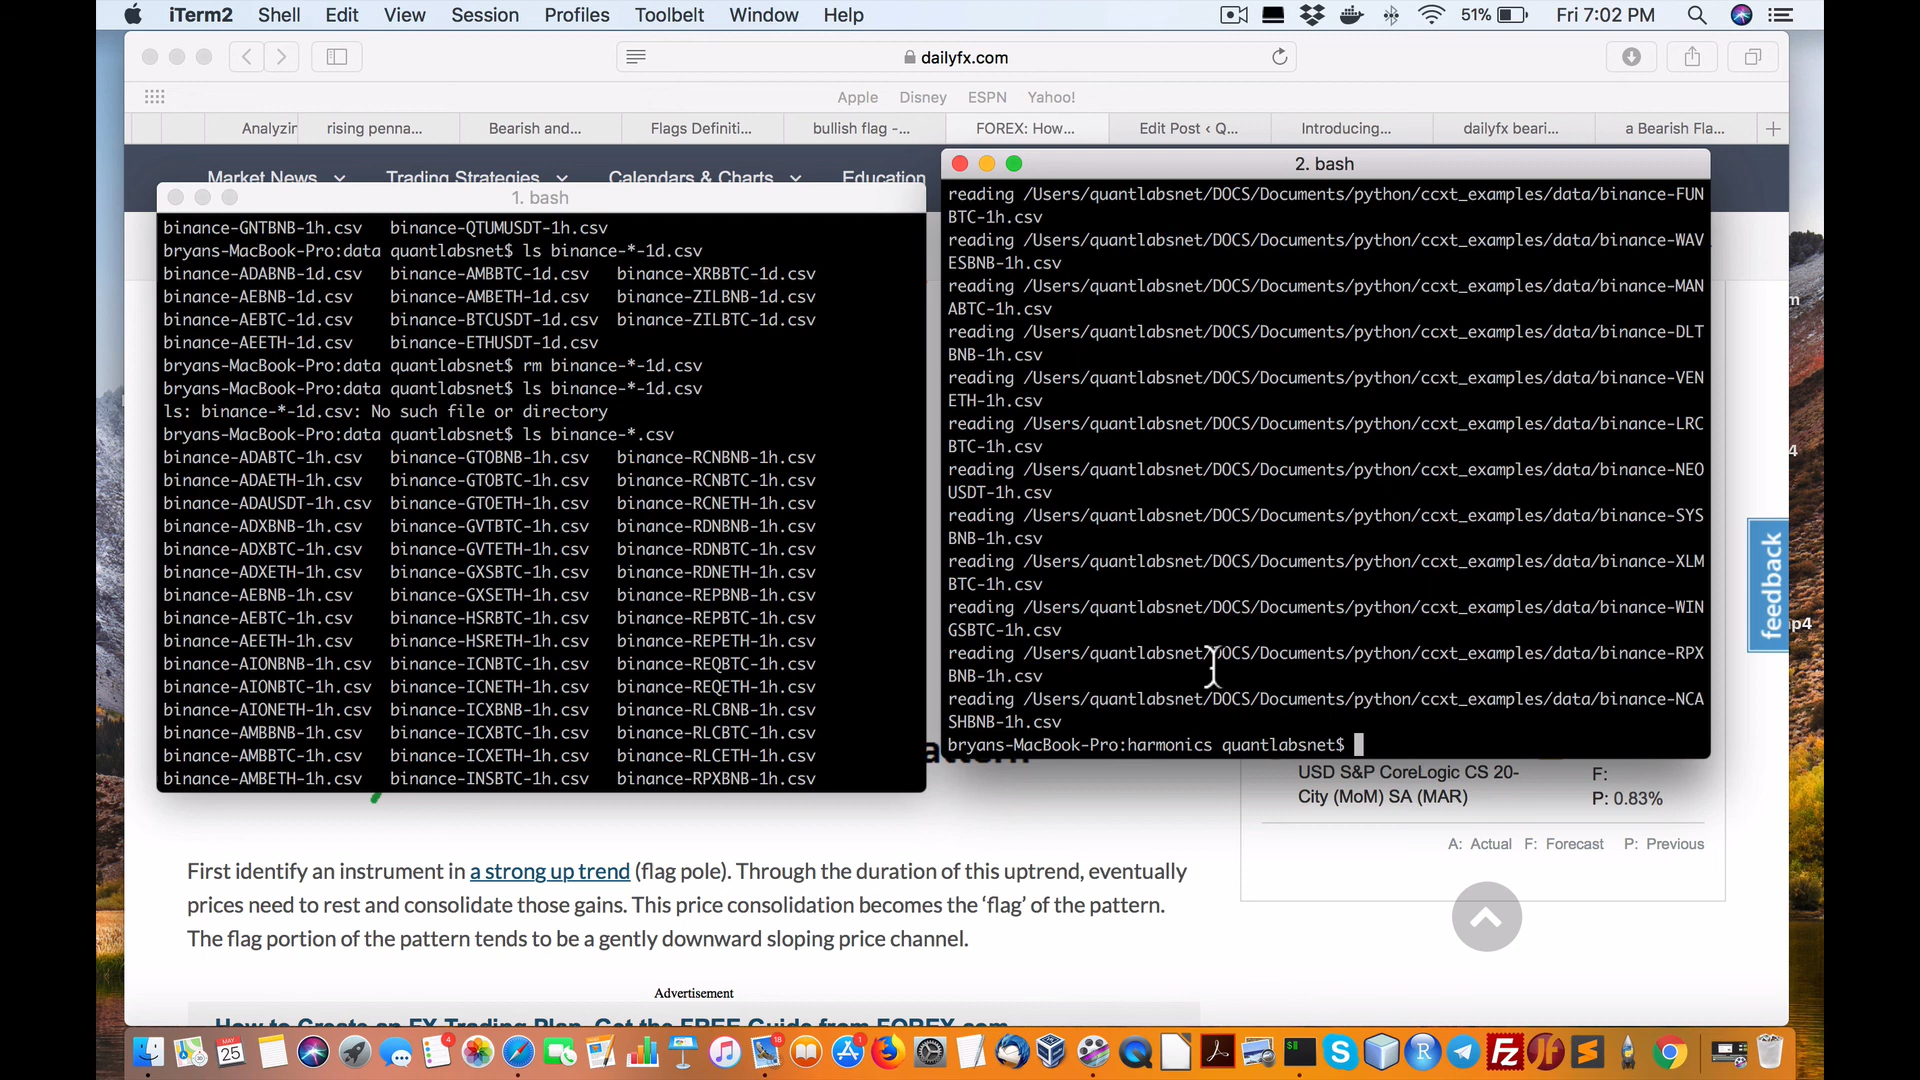 iTerm2 Shell Edit View Session Profiles Toolbelt Window Help 51% Fri 7:02 PM
dailyfx.com
Apple Disney ESPN Yahoo!
Analyzin rising penna... Bearish and... Flags Definiti... bullish flag -... FOREX: How... Edit Post ‹ Q... Introducing... dailyfx beari... a Bearish Fla...
Market News Trading Strategies Calendars & Charts Education
1. bash
binance-GNTBNB-1h.csv binance-QTUMUSDT-1h.csv
bryans-MacBook-Pro:data quantlabsnet$ ls binance-*-1d.csv
binance-ADABNB-1d.csv binance-AMBBTC-1d.csv binance-XRBBTC-1d.csv
binance-AEBNB-1d.csv binance-AMBETH-1d.csv binance-ZILBNB-1d.csv
binance-AEBTC-1d.csv binance-BTCUSDT-1d.csv binance-ZILBTC-1d.csv
binance-AEETH-1d.csv binance-ETHUSDT-1d.csv
bryans-MacBook-Pro:data quantlabsnet$ rm binance-*-1d.csv
bryans-MacBook-Pro:data quantlabsnet$ ls binance-*-1d.csv
ls: binance-*-1d.csv: No such file or directory
bryans-MacBook-Pro:data quantlabsnet$ ls binance-*.csv
binance-ADABTC-1h.csv binance-GTOBNB-1h.csv binance-RCNBNB-1h.csv
binance-ADAETH-1h.csv binance-GTOBTC-1h.csv binance-RCNBTC-1h.csv
binance-ADAUSDT-1h.csv binance-GTOETH-1h.csv binance-RCNETH-1h.csv
binance-ADXBNB-1h.csv binance-GVTBTC-1h.csv binance-RDNBNB-1h.csv
binance-ADXBTC-1h.csv binance-GVTETH-1h.csv binance-RDNBTC-1h.csv
binance-ADXETH-1h.csv binance-GXSBTC-1h.csv binance-RDNETH-1h.csv
binance-AEBNB-1h.csv binance-GXSETH-1h.csv binance-REPBNB-1h.csv
binance-AEBTC-1h.csv binance-HSRBTC-1h.csv binance-REPBTC-1h.csv
binance-AEETH-1h.csv binance-HSRETH-1h.csv binance-REPETH-1h.csv
binance-AIONBNB-1h.csv binance-ICNBTC-1h.csv binance-REQBTC-1h.csv
binance-AIONBTC-1h.csv binance-ICNETH-1h.csv binance-REQETH-1h.csv
binance-AIONETH-1h.csv binance-ICXBNB-1h.csv binance-RLCBNB-1h.csv
binance-AMBBNB-1h.csv binance-ICXBTC-1h.csv binance-RLCBTC-1h.csv
binance-AMBBTC-1h.csv binance-ICXETH-1h.csv binance-RLCETH-1h.csv
binance-AMBETH-1h.csv binance-INSBTC-1h.csv binance-RPXBNB-1h.csv
2. bash
reading /Users/quantlabsnet/DOCS/Documents/python/ccxt_examples/data/binance-FUN
BTC-1h.csv
reading /Users/quantlabsnet/DOCS/Documents/python/ccxt_examples/data/binance-WAV
ESBNB-1h.csv
reading /Users/quantlabsnet/DOCS/Documents/python/ccxt_examples/data/binance-MAN
ABTC-1h.csv
reading /Users/quantlabsnet/DOCS/Documents/python/ccxt_examples/data/binance-DLT
BNB-1h.csv
reading /Users/quantlabsnet/DOCS/Documents/python/ccxt_examples/data/binance-VEN
ETH-1h.csv
reading /Users/quantlabsnet/DOCS/Documents/python/ccxt_examples/data/binance-LRC
BTC-1h.csv
reading /Users/quantlabsnet/DOCS/Documents/python/ccxt_examples/data/binance-NEO
USDT-1h.csv
reading /Users/quantlabsnet/DOCS/Documents/python/ccxt_examples/data/binance-SYS
BNB-1h.csv
reading /Users/quantlabsnet/DOCS/Documents/python/ccxt_examples/data/binance-XLM
BTC-1h.csv
reading /Users/quantlabsnet/DOCS/Documents/python/ccxt_examples/data/binance-WIN
GSBTC-1h.csv
reading /Users/quantlabsnet/DOCS/Documents/python/ccxt_examples/data/binance-RPX
BNB-1h.csv
reading /Users/quantlabsnet/DOCS/Documents/python/ccxt_examples/data/binance-NCA
SHBNB-1h.csv
bryans-MacBook-Pro:harmonics quantlabsnet$
feedback
USD S&P CoreLogic CS 20- F:
City (MoM) SA (MAR) P: 0.83%
A: Actual F: Forecast P: Previous
First identify an instrument in a strong up trend (flag pole). Through the duration of this uptrend, eventually
prices need to rest and consolidate those gains. This price consolidation becomes the ‘flag’ of the pattern.
The flag portion of the pattern tends to be a gently downward sloping price channel.
Advertisement
How to Create an FX Trading Plan. Get the FREE Guide from FOREX.com